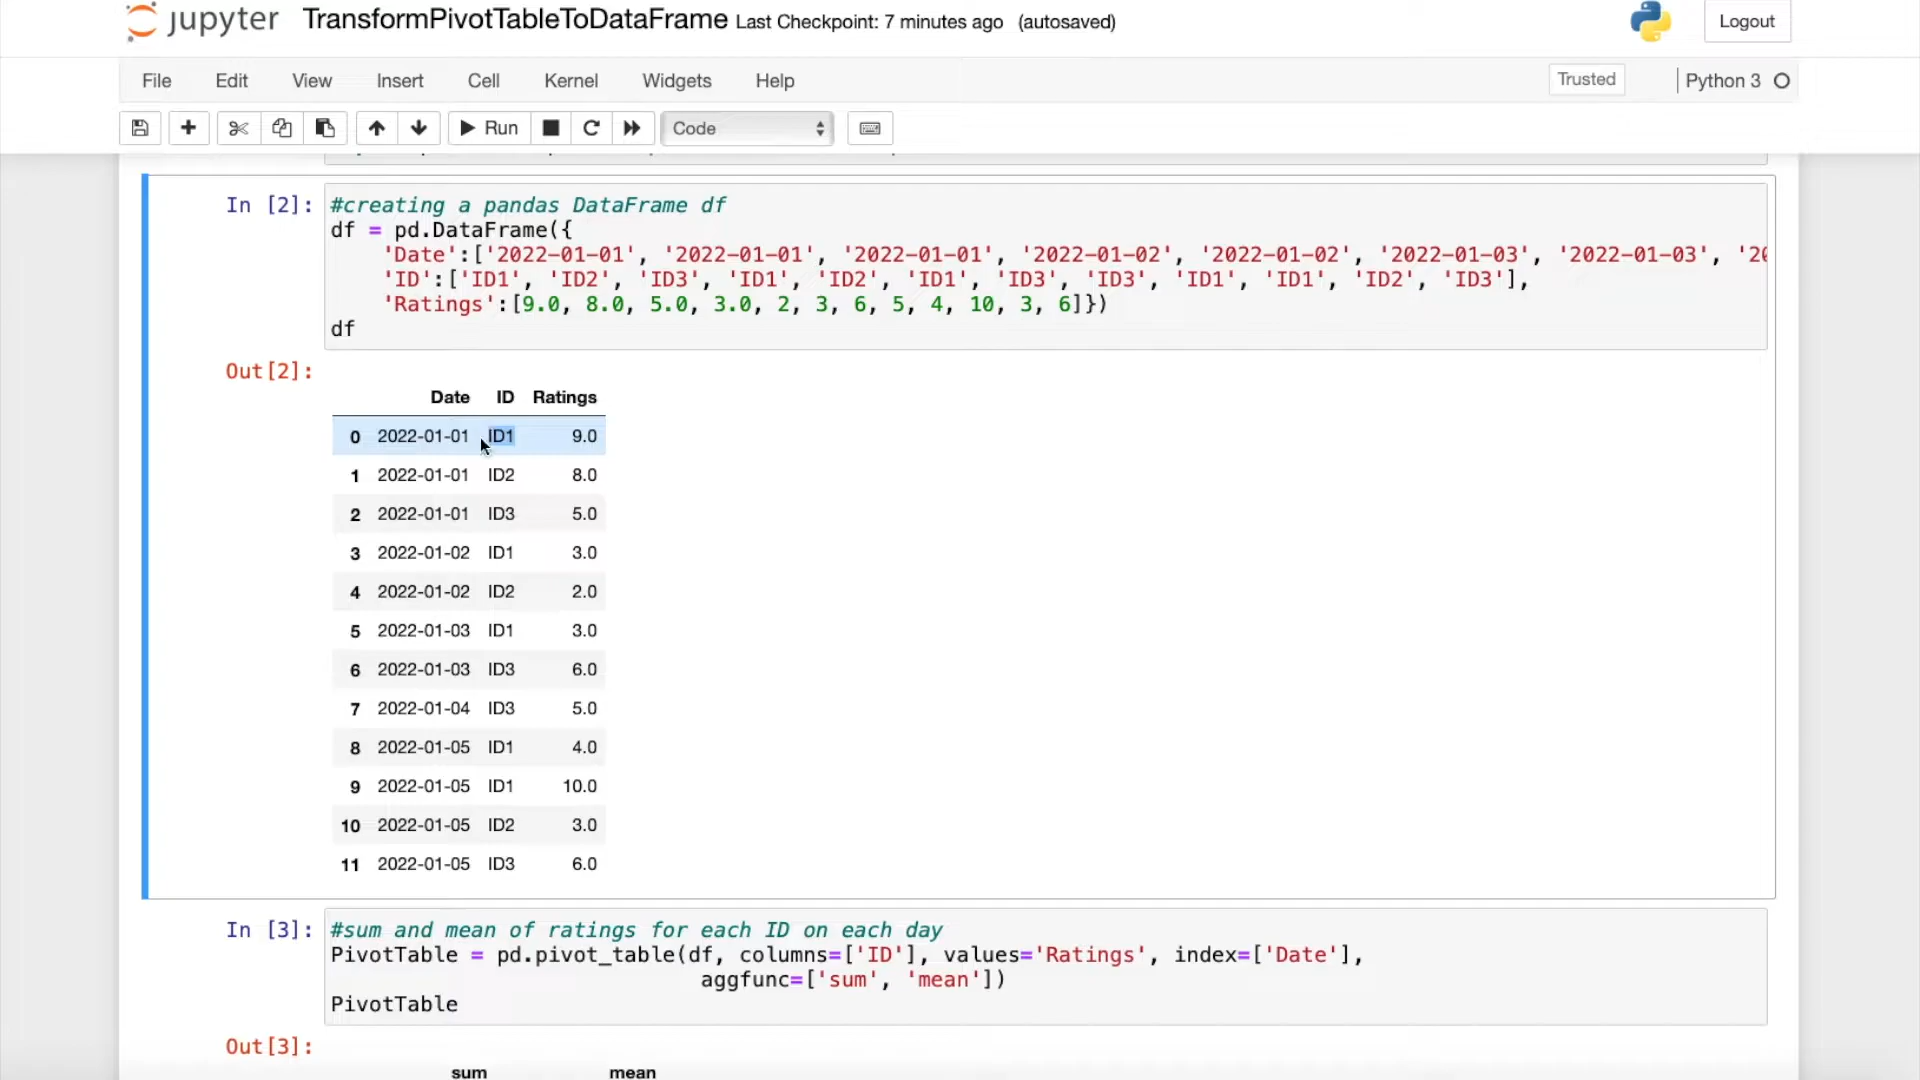 jupyter TransformPivotTableToDataFrame Last Checkpoint: 7 minutes ago (autosaved) Logout
File Edit View Insert Cell Kernel Widgets Help Trusted Python 3
Run Code
In [2]: #creating a pandas DataFrame df
df = pd.DataFrame({
'Date':['2022-01-01', '2022-01-01', '2022-01-01', '2022-01-02', '2022-01-02', '2022-01-03', '2022-01-03', '20
'ID':['ID1', 'ID2', 'ID3', 'ID1', 'ID2', 'ID1', 'ID3', 'ID3', 'ID1', 'ID1', 'ID2', 'ID3'],
'Ratings':[9.0, 8.0, 5.0, 3.0, 2, 3, 6, 5, 4, 10, 3, 6]})
df
Out[2]:
Date ID Ratings
0 2022-01-01 ID1 9.0
1 2022-01-01 ID2 8.0
2 2022-01-01 ID3 5.0
3 2022-01-02 ID1 3.0
4 2022-01-02 ID2 2.0
5 2022-01-03 ID1 3.0
6 2022-01-03 ID3 6.0
7 2022-01-04 ID3 5.0
8 2022-01-05 ID1 4.0
9 2022-01-05 ID1 10.0
10 2022-01-05 ID2 3.0
11 2022-01-05 ID3 6.0
In [3]: #sum and mean of ratings for each ID on each day
PivotTable = pd.pivot_table(df, columns=['ID'], values='Ratings', index=['Date'],
aggfunc=['sum', 'mean'])
PivotTable
Out[3]:
sum mean